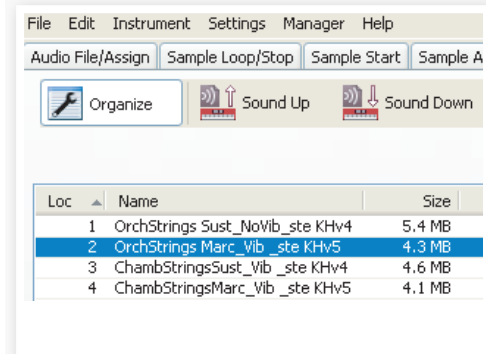 File Edit Instrument Settings Manager Help
Audio File/Assign Sample Loop/Stop Sample Start Sample A
Organize Sound Up Sound Down
Loc Name Size
1 OrchStrings Sust_NoVib_ste KHv4 5.4 MB
2 OrchStrings Marc_Vib _ste KHv5 4.3 MB
3 ChambStringsSust_Vib _ste KHv4 4.6 MB
4 ChambStringsMarc_Vib _ste KHv5 4.1 MB